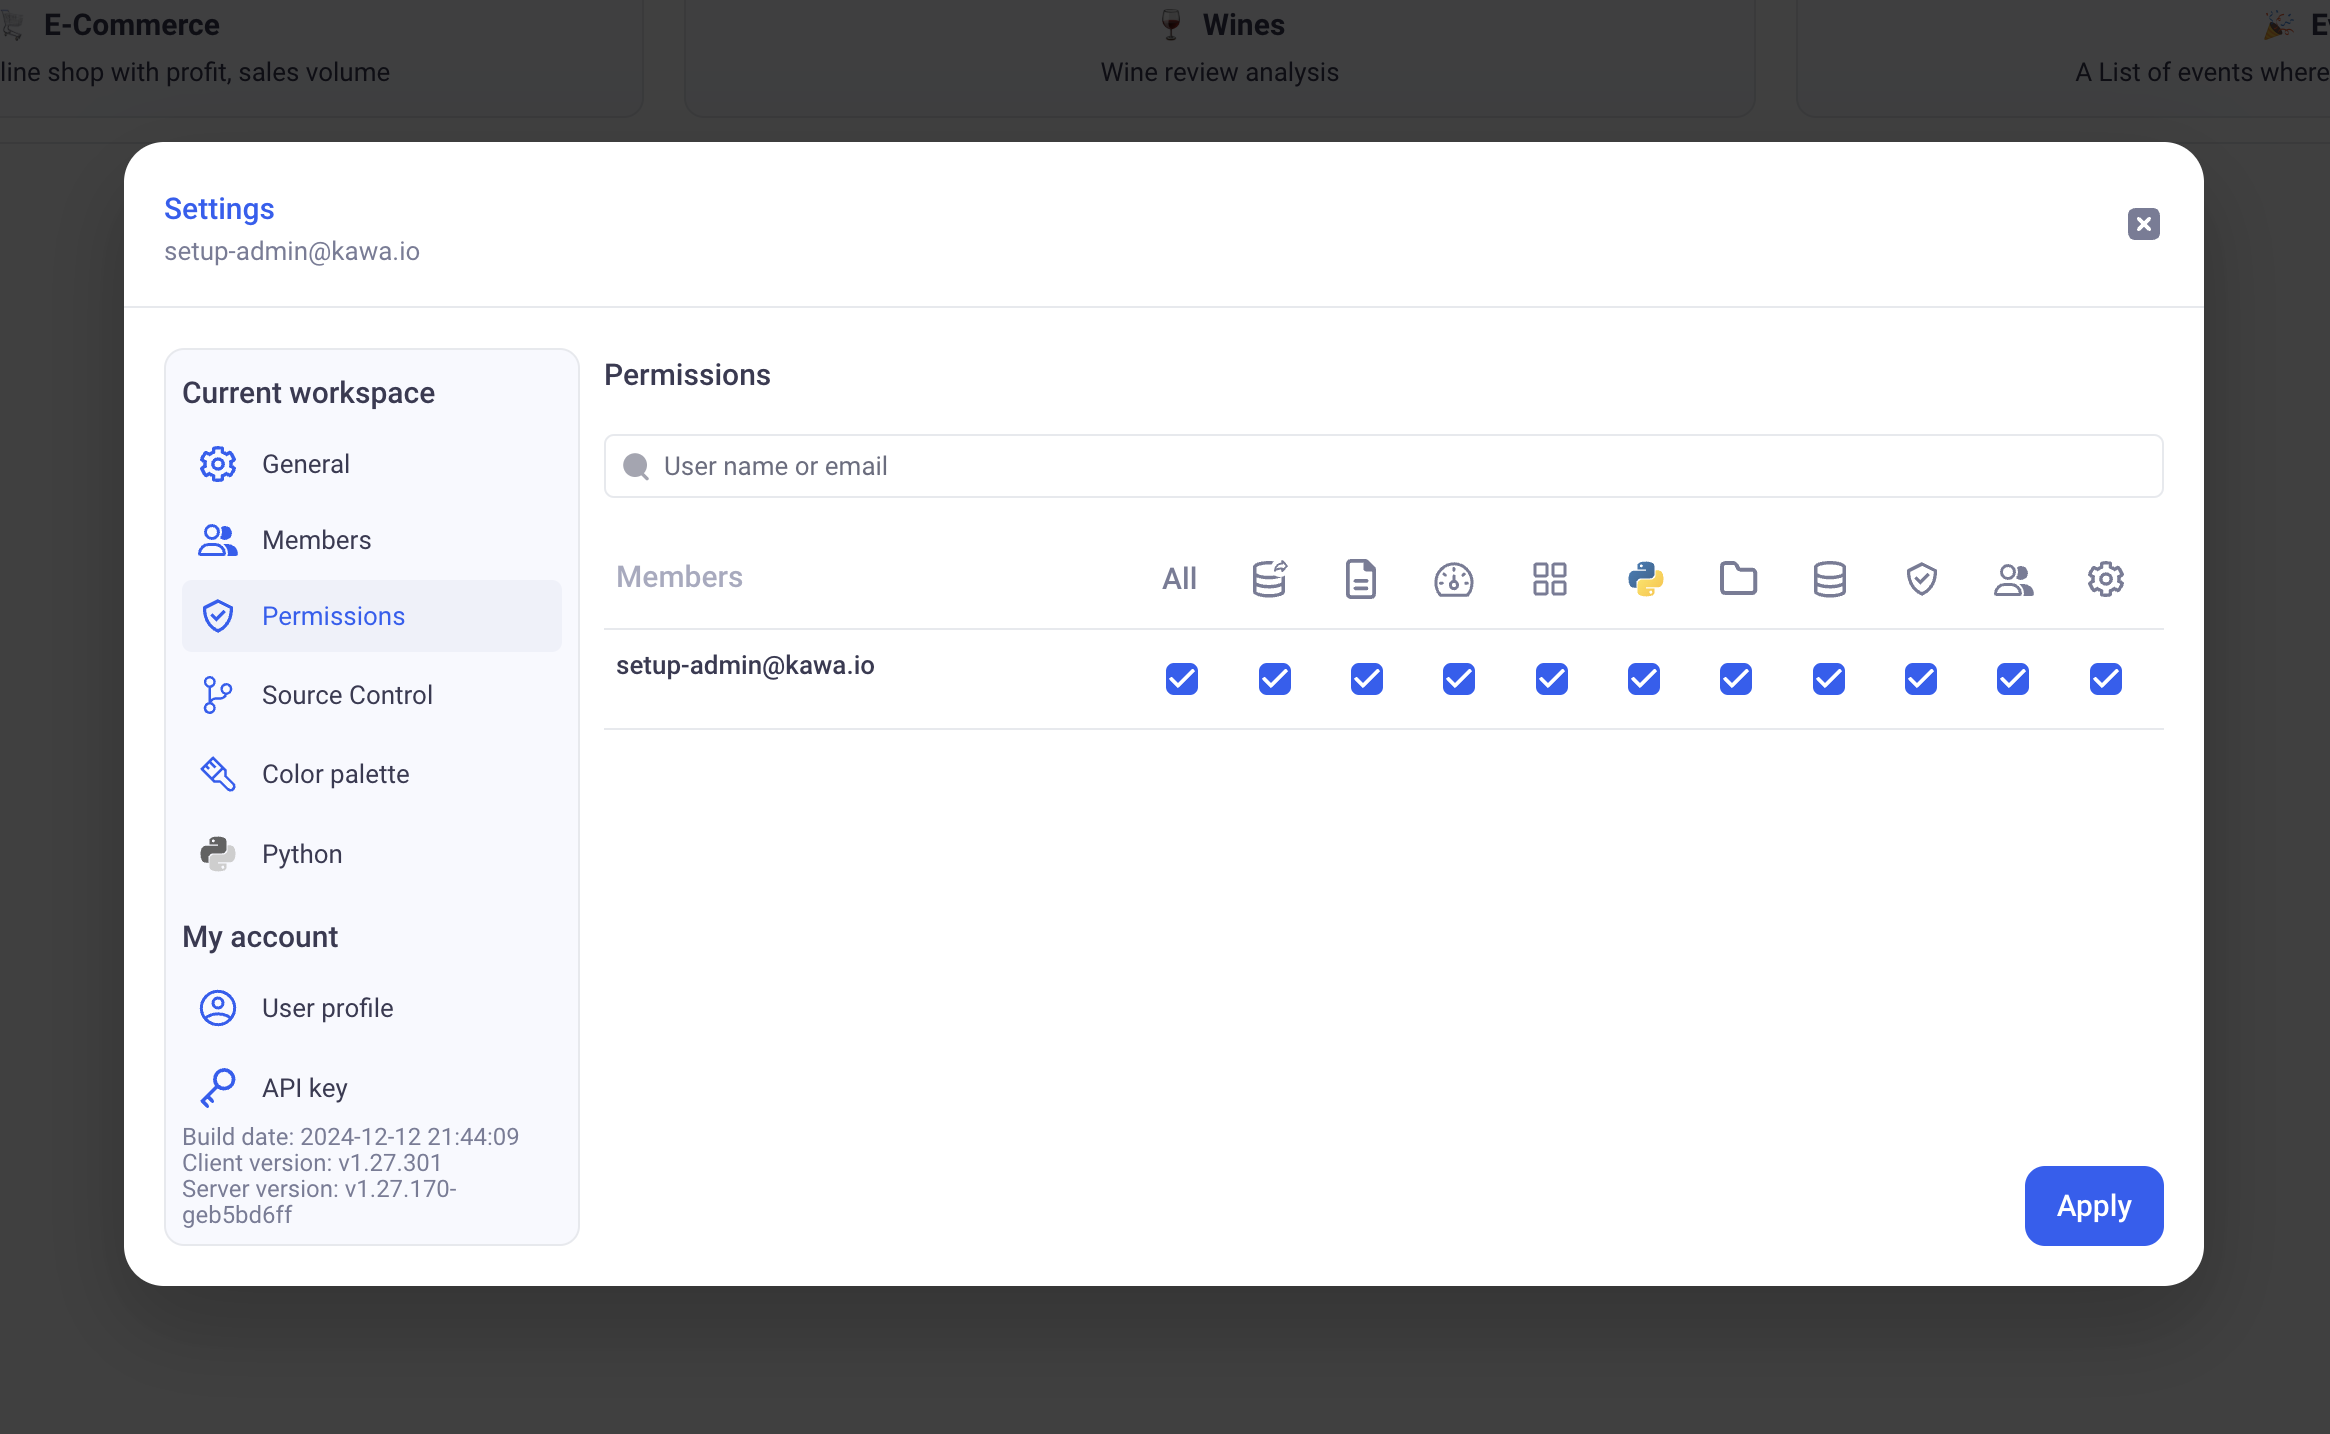 E-Commerce
line shop with profit, sales volume
Wines
Wine review analysis
A List of events where
Settings
setup-admin@kawa.io
Current workspace
General
Members
Permissions
Source Control
Color palette
Python
My account
User profile
API key
Build date: 2024-12-12 21:44:09
Client version: v1.27.301
Server version: v1.27.170-
geb5bd6ff
Permissions
User name or email
Members All
setup-admin@kawa.io
Apply